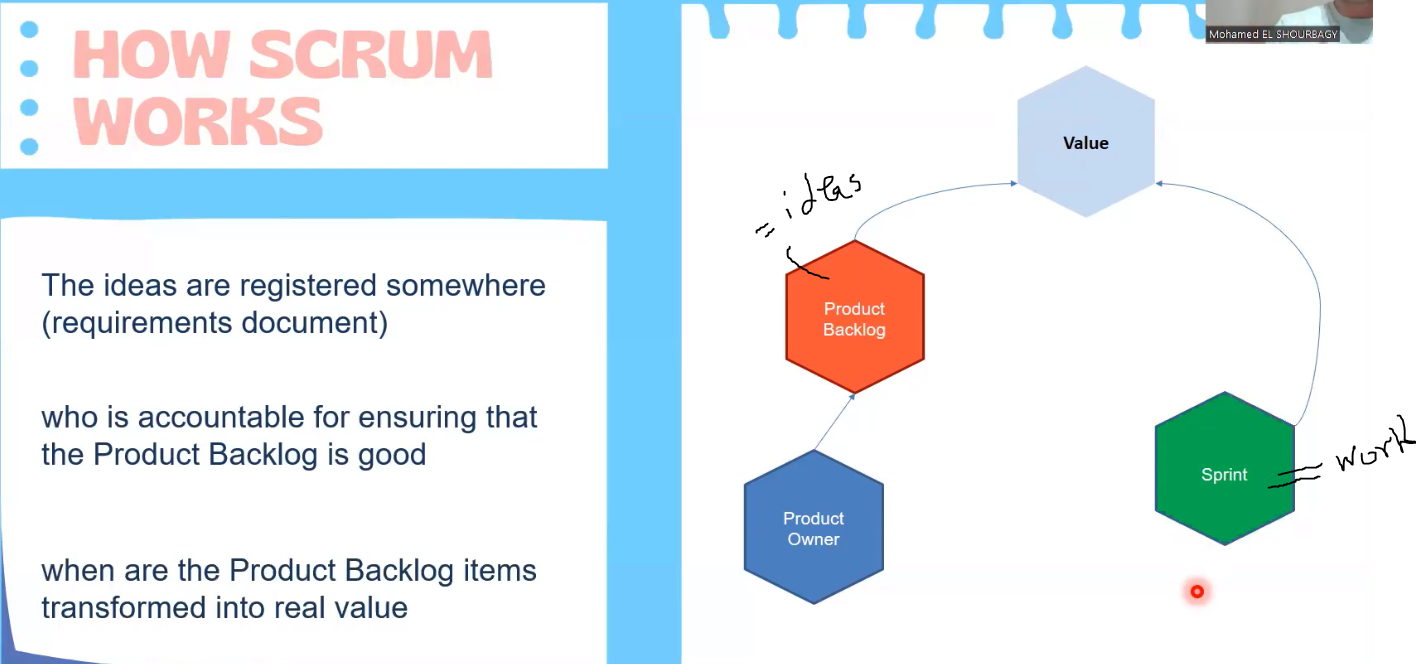 HOW SCRUM
WORKS
The ideas are registered somewhere
(requirements document)
who is accountable for ensuring that
the Product Backlog is good
when are the Product Backlog items
transformed into real value
Mohamed EL SHOURBAGY
Value
= ideas
Product
Backlog
Product
Owner
Sprint
= work